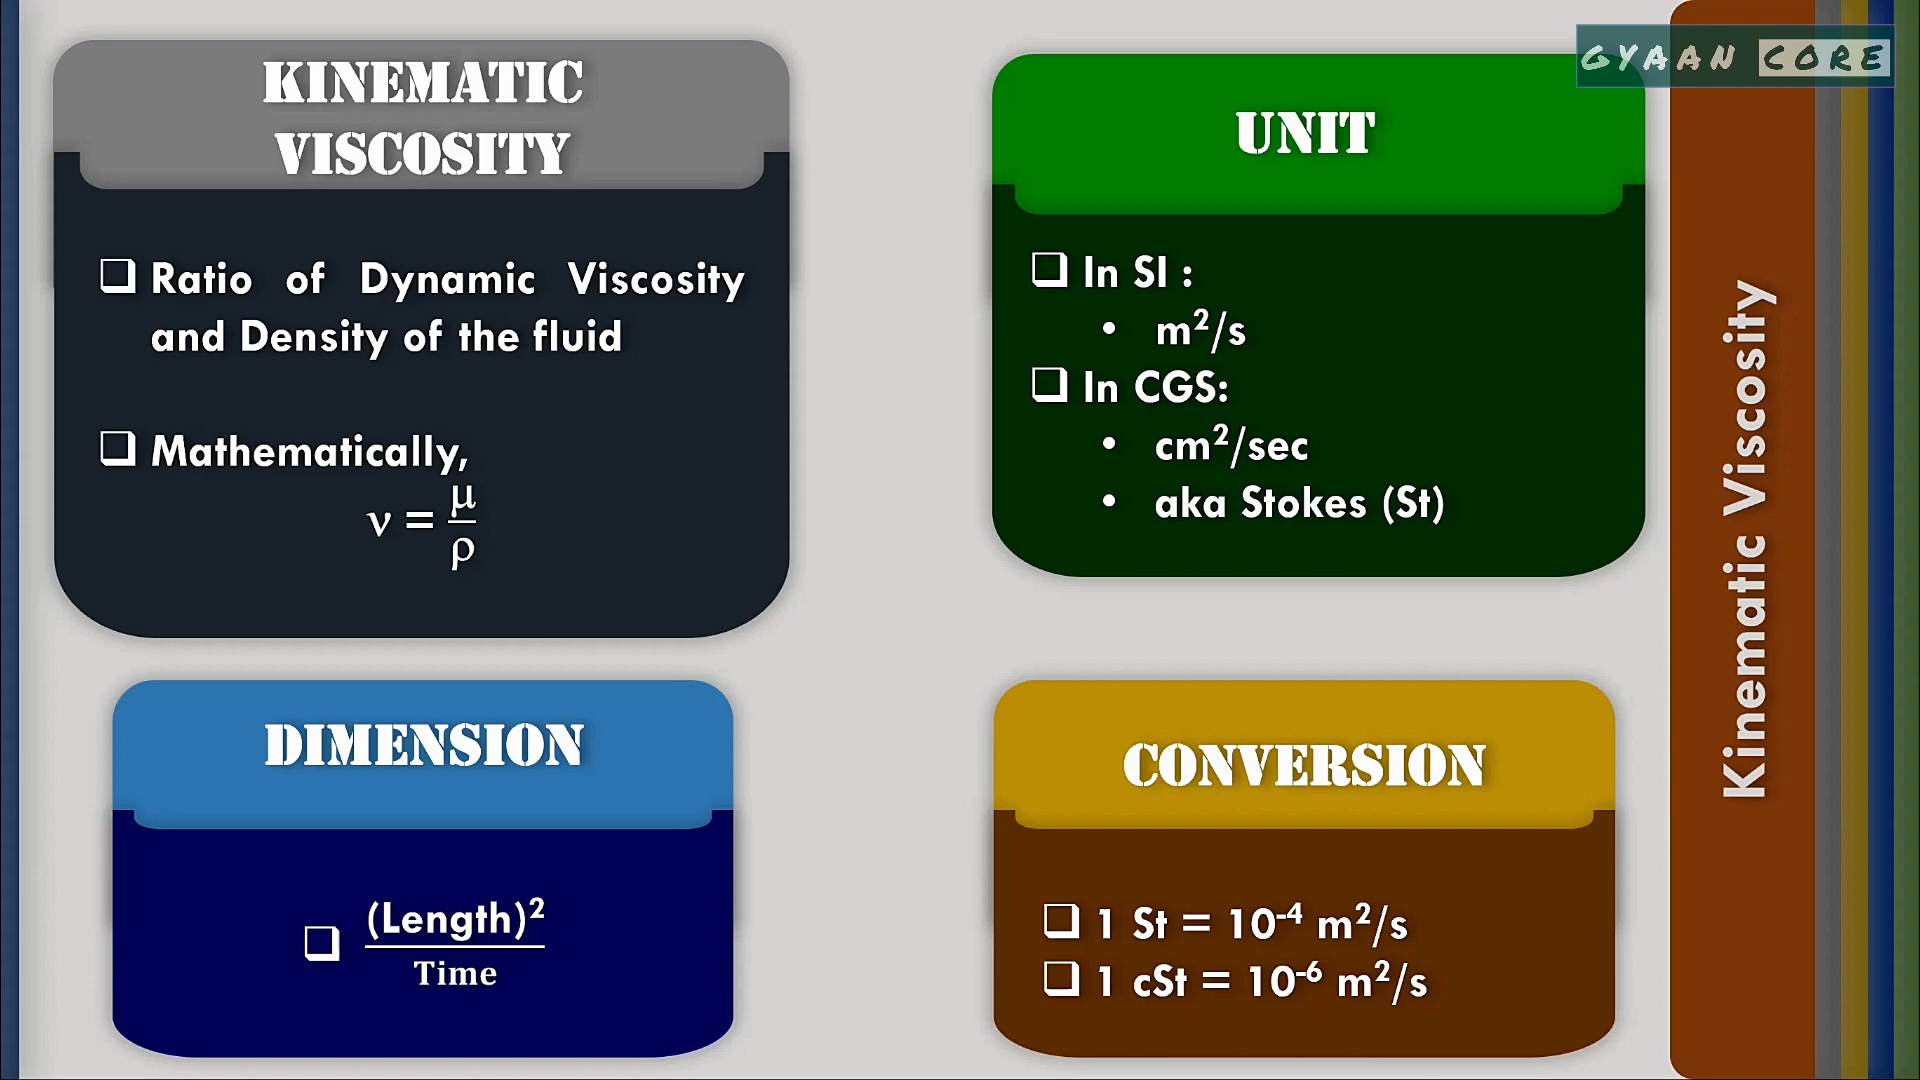 GYAAN CORE
KINEMATIC
VISCOSITY
❑ Ratio of Dynamic Viscosity
and Density of the fluid
❑ Mathematically,
ν = μ/ρ
UNIT
❑ In SI :
• m²/s
❑ In CGS:
• cm²/sec
• aka Stokes (St)
DIMENSION
❑ (Length)²
Time
CONVERSION
❑ 1 St = 10⁻⁴ m²/s
❑ 1 cSt = 10⁻⁶ m²/s
Kinematic Viscosity